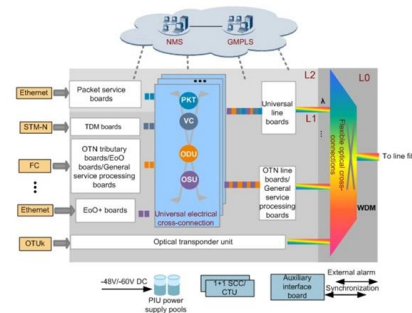 NMS
GMPLS
L2
L0
Ethernet
Packet service
boards
PKT
Universal
line boards
L1
STM-N
TDM boards
VC
FC
OTN tributary
boards/EoO
boards/General
service processing
boards
ODU
Flexible optical cross-
connections
To line fi
OSU
OTN line
boards/
General
service
processing
boards
Ethernet
EoO+ boards
Universal electrical
cross-connection
WDM
OTUk
Optical transponder unit
-48V/-60V DC
PIU power
supply pools
1+1 SCC/
CTU
Auxiliary
interface
board
External alarm
Synchronization